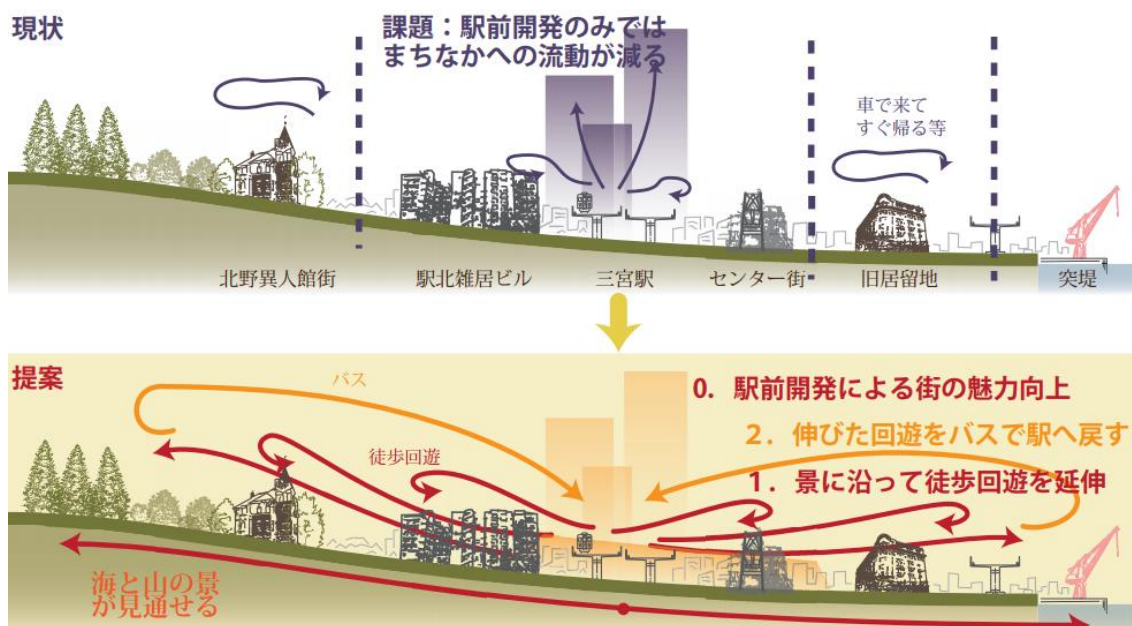 現状
課題：駅前開発のみでは
まちなかへの流動が減る
車で来て
すぐ帰る等
北野異人館街
駅北雑居ビル
三宮駅
センター街
旧居留地
突堤
提案
バス
0．駅前開発による街の魅力向上
2．伸びた回遊をバスで駅へ戻す
徒歩回遊
1．景に沿って徒歩回遊を延伸
海と山の景
が見通せる